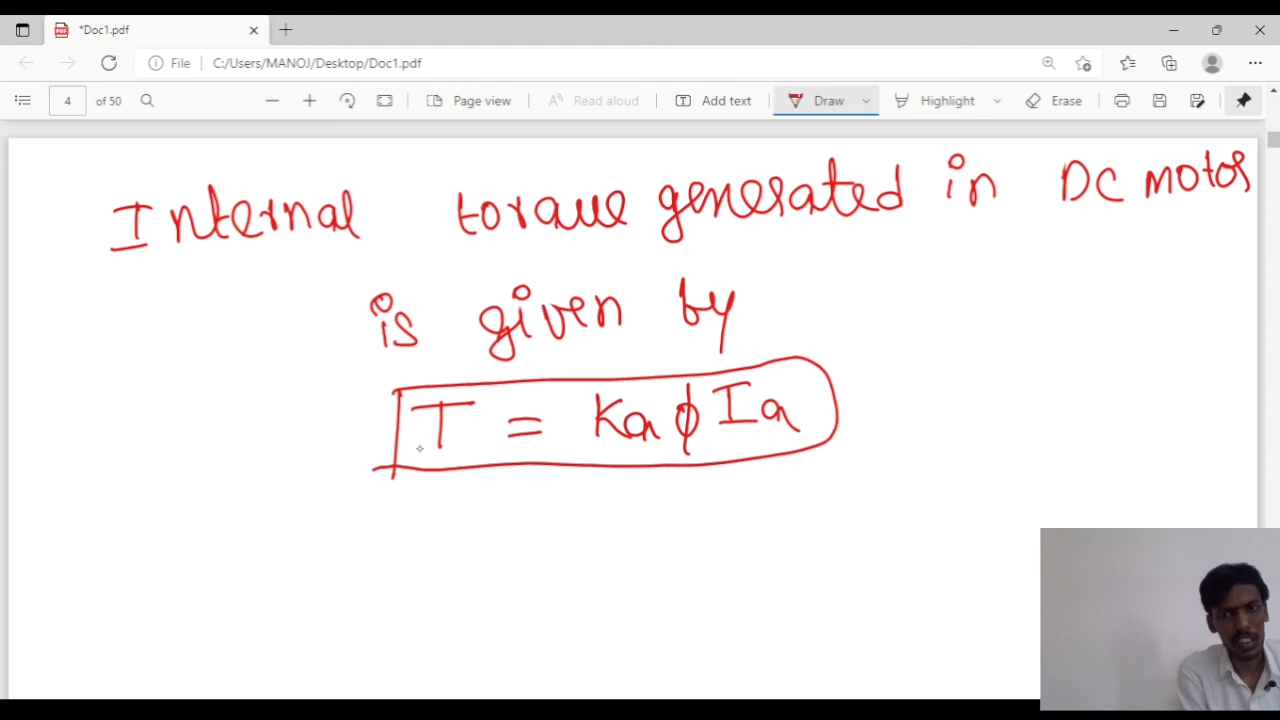 *Doc1.pdf
File C:/Users/MANOJ/Desktop/Doc1.pdf
4 of 50 Page view Read aloud Add text Draw Highlight Erase
Internal torque generated in DC motor
is given by
T = Ka ϕ Ia